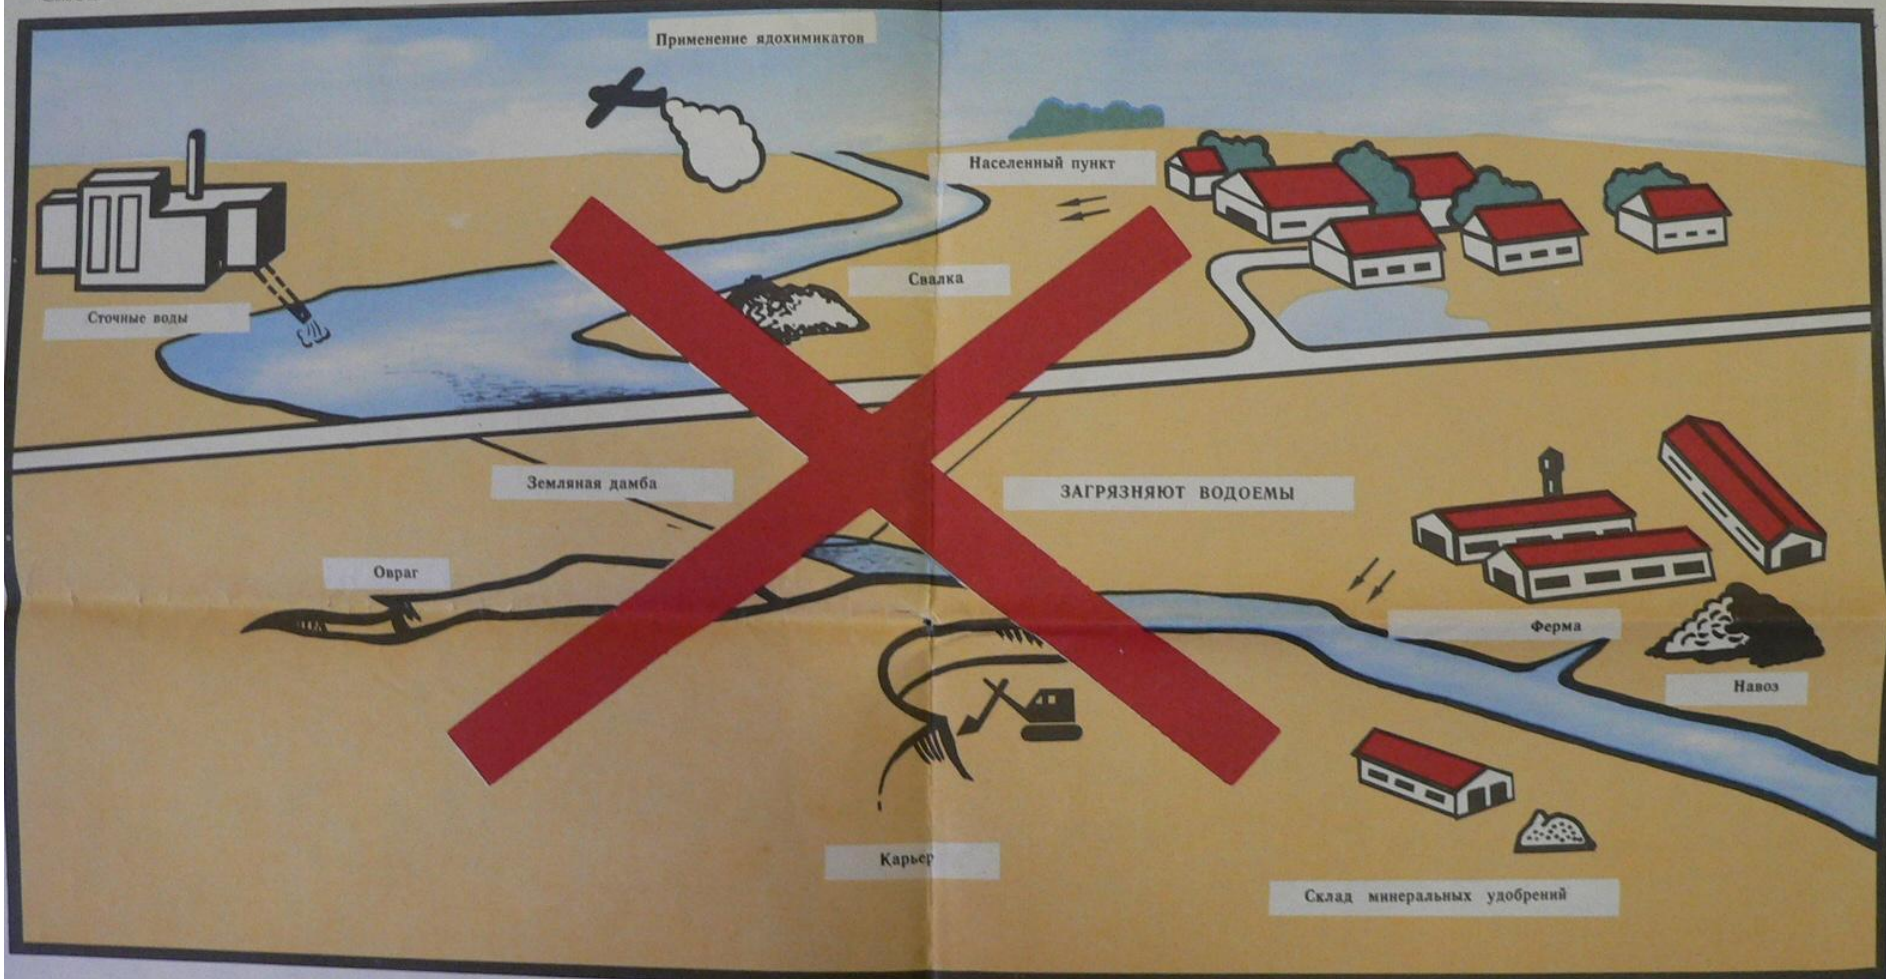 Применение ядохимикатов
Населенный пункт
Свалка
Сточные воды
Земляная дамба
ЗАГРЯЗНЯЮТ ВОДОЕМЫ
Овраг
Ферма
Навоз
Карьер
Склад минеральных удобрений